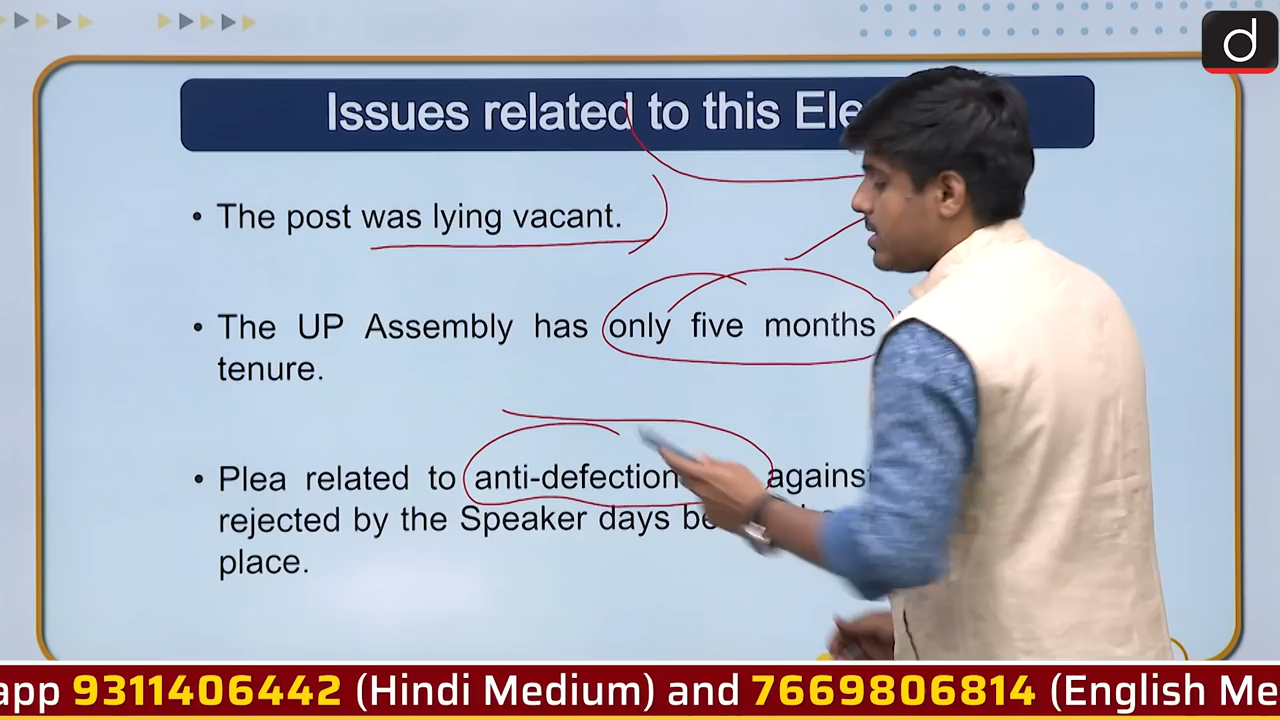 d
Issues related to this Ele
• The post was lying vacant.
• The UP Assembly has only five months
tenure.
• Plea related to anti-defection against
rejected by the Speaker days
place.
app 9311406442 (Hindi Medium) and 7669806814 (English Me